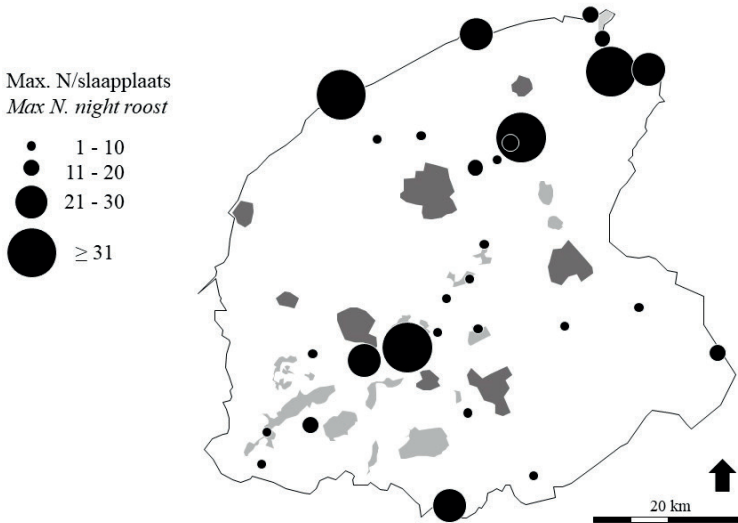 Max. N/slaapplaats
Max N. night roost
1 - 10
11 - 20
21 - 30
≥ 31
20 km